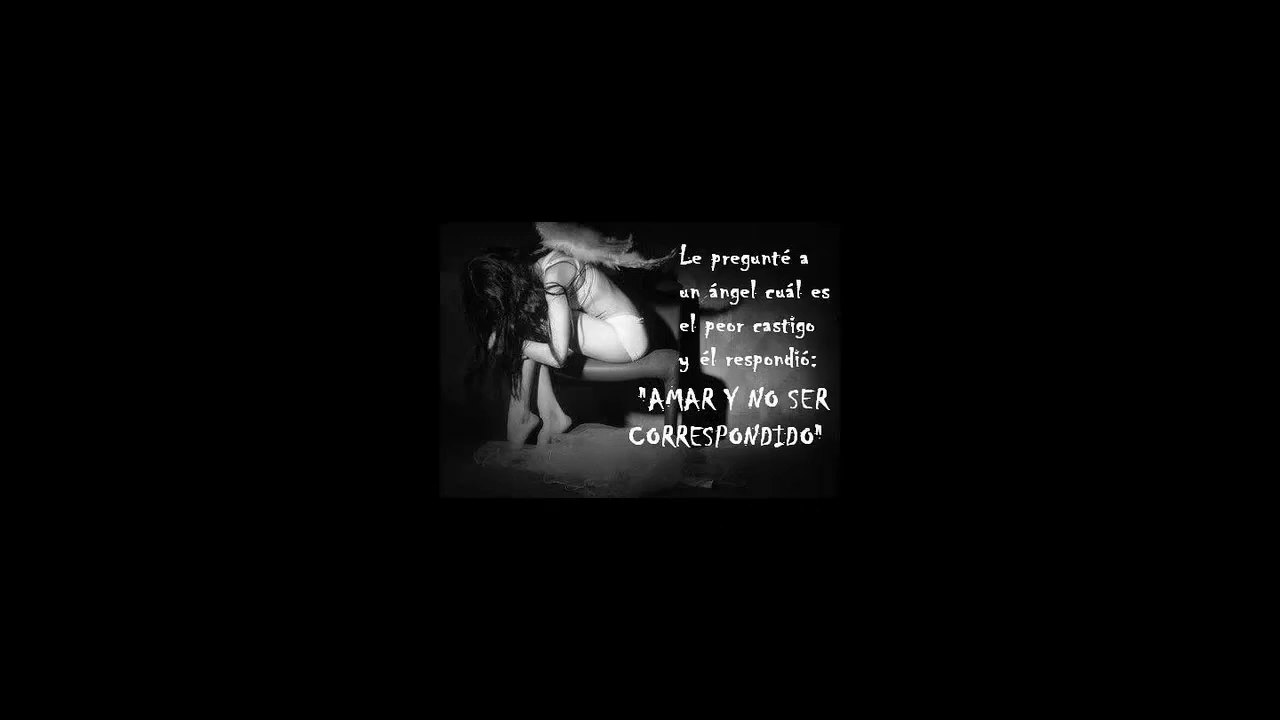 Le pregunté a
un ángel cuál es
el peor castigo
y él respondió:
"AMAR Y NO SER
CORRESPONDIDO"